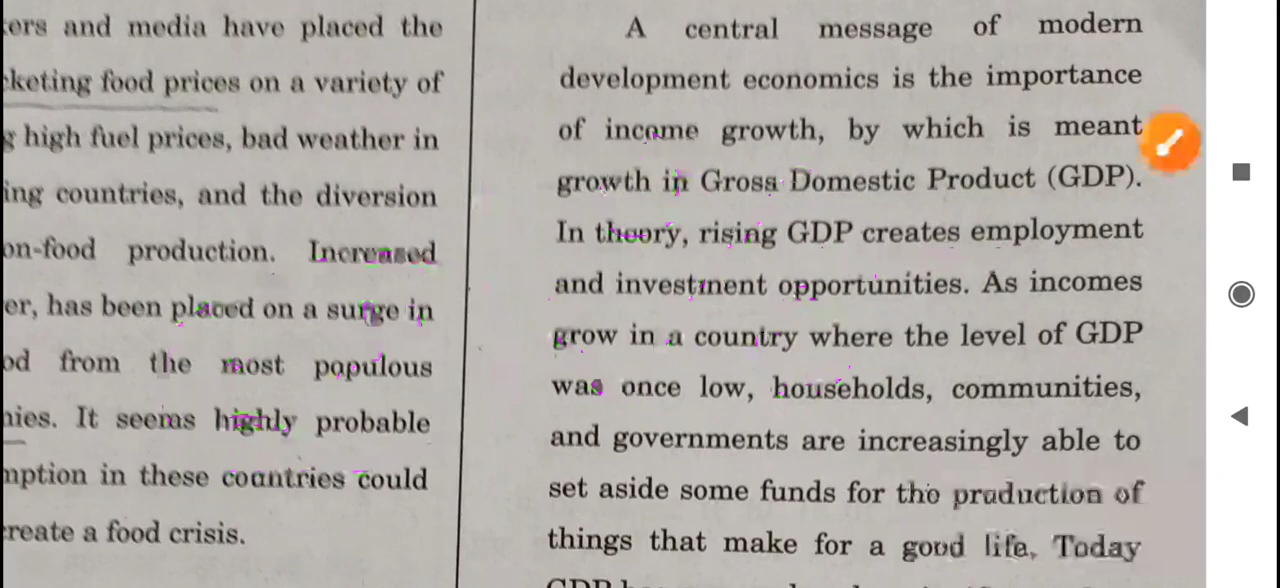 ers and media have placed the
keting food prices on a variety of
high fuel prices, bad weather in
ing countries, and the diversion
on-food production. Increased
er, has been placed on a surge in
od from the most populous
nies. It seems highly probable
mption in these countries could
create a food crisis.
A central message of modern
development economics is the importance
of income growth, by which is meant
growth in Gross Domestic Product (GDP).
In theory, rising GDP creates employment
and investment opportunities. As incomes
grow in a country where the level of GDP
was once low, households, communities,
and governments are increasingly able to
set aside some funds for the production of
things that make for a good life. Today